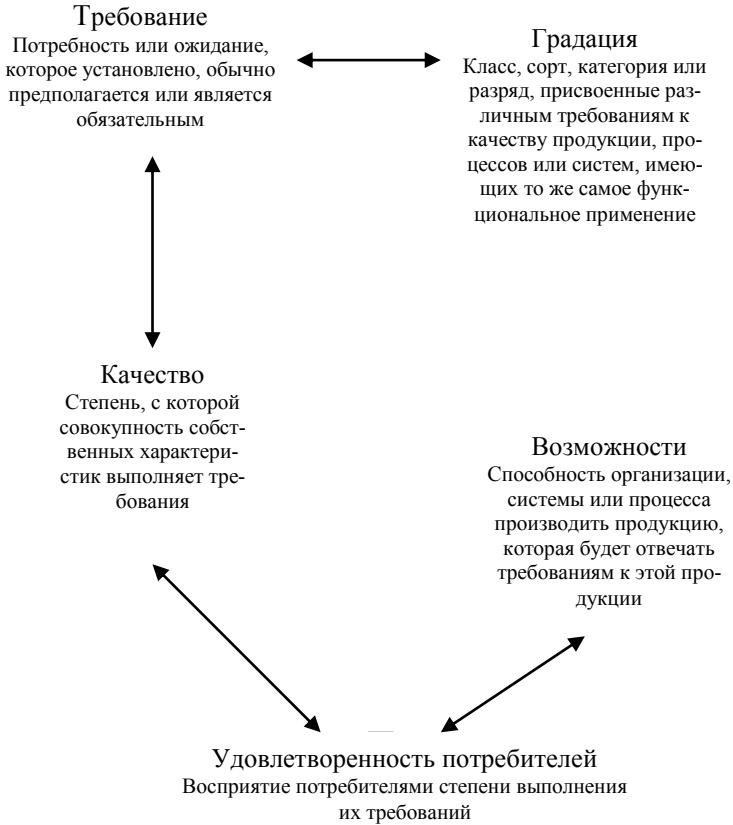 Требование
Потребность или ожидание,
которое установлено, обычно
предполагается или является
обязательным
Градация
Класс, сорт, категория или
разряд, присвоенные раз-
личным требованиям к
качеству продукции, про-
цессов или систем, имею-
щих то же самое функ-
циональное применение
Качество
Степень, с которой
совокупность собст-
венных характери-
стик выполняет тре-
бования
Возможности
Способность организации,
системы или процесса
производить продукцию,
которая будет отвечать
требованиям к этой про-
дукции
Удовлетворенность потребителей
Восприятие потребителями степени выполнения
их требований